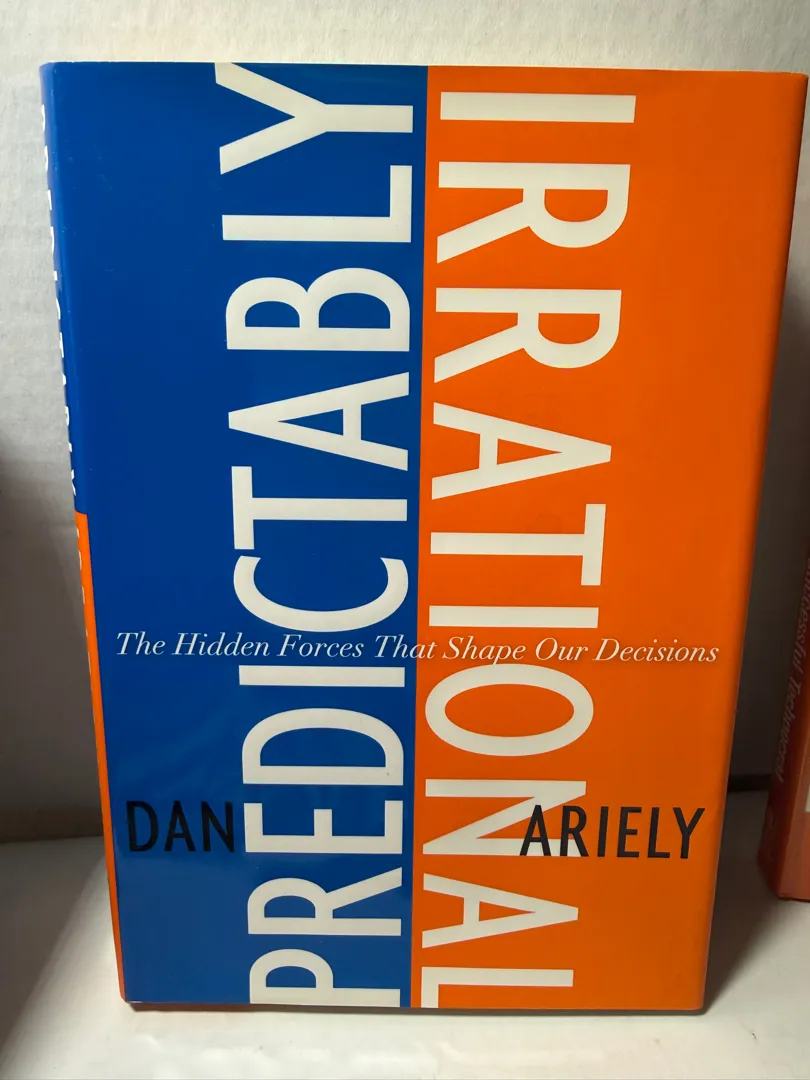 PREDICTABLY
IRRATIONAL
The Hidden Forces That Shape Our Decisions
DAN ARIELY